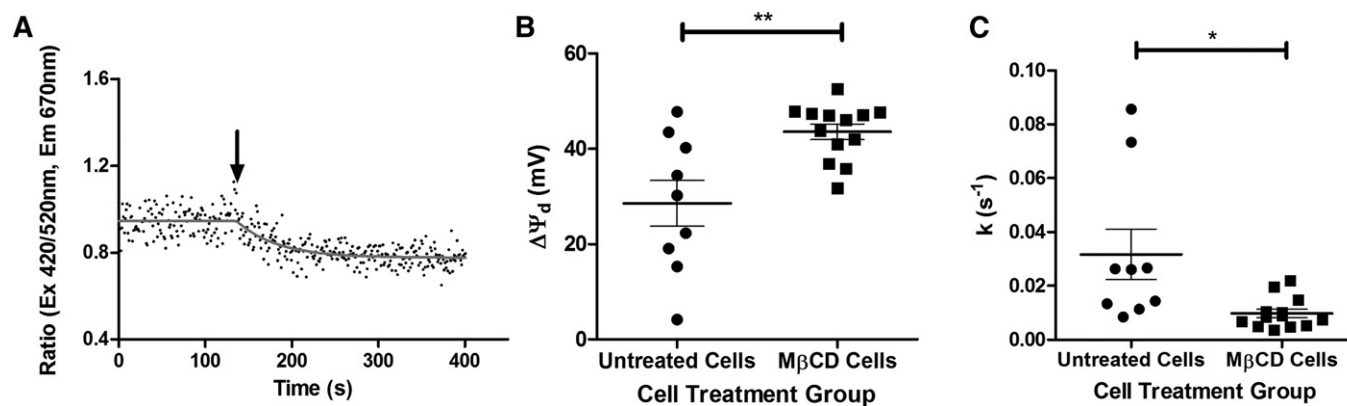 A
Ratio (Ex 420/520nm, Em 670nm)
1.6
1.2
0.8
0.4
0 100 200 300 400
Time (s)
B
**
ΔΨd (mV)
60
40
20
0
Untreated Cells MβCD Cells
Cell Treatment Group
C
*
k (s⁻¹)
0.10
0.08
0.06
0.04
0.02
0.00
Untreated Cells MβCD Cells
Cell Treatment Group